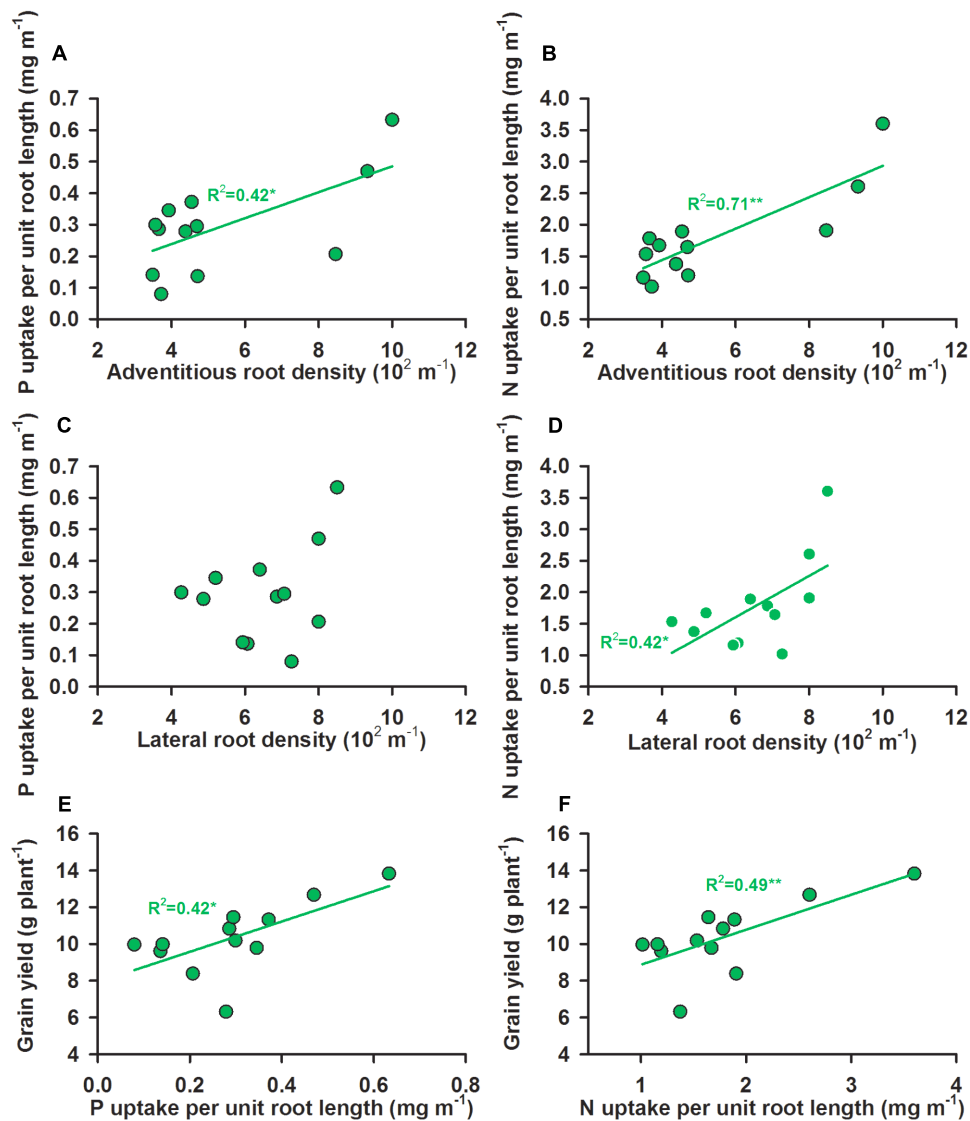 A
P uptake per unit root length (mg m⁻¹)
0.7
0.6
0.5
0.4
0.3
0.2
0.1
0.0
R²=0.42*
2 4 6 8 10 12
Adventitious root density (10² m⁻¹)
B
N uptake per unit root length (mg m⁻¹)
4.0
3.5
3.0
2.5
2.0
1.5
1.0
0.5
R²=0.71**
2 4 6 8 10 12
Adventitious root density (10² m⁻¹)
C
P uptake per unit root length (mg m⁻¹)
0.7
0.6
0.5
0.4
0.3
0.2
0.1
0.0
2 4 6 8 10 12
Lateral root density (10² m⁻¹)
D
N uptake per unit root length (mg m⁻¹)
4.0
3.5
3.0
2.5
2.0
1.5
1.0
0.5
R²=0.42*
2 4 6 8 10 12
Lateral root density (10² m⁻¹)
E
Grain yield (g plant⁻¹)
16
14
12
10
8
6
4
R²=0.42*
0.0 0.2 0.4 0.6 0.8
P uptake per unit root length (mg m⁻¹)
F
Grain yield (g plant⁻¹)
16
14
12
10
8
6
4
R²=0.49**
1 2 3 4
N uptake per unit root length (mg m⁻¹)